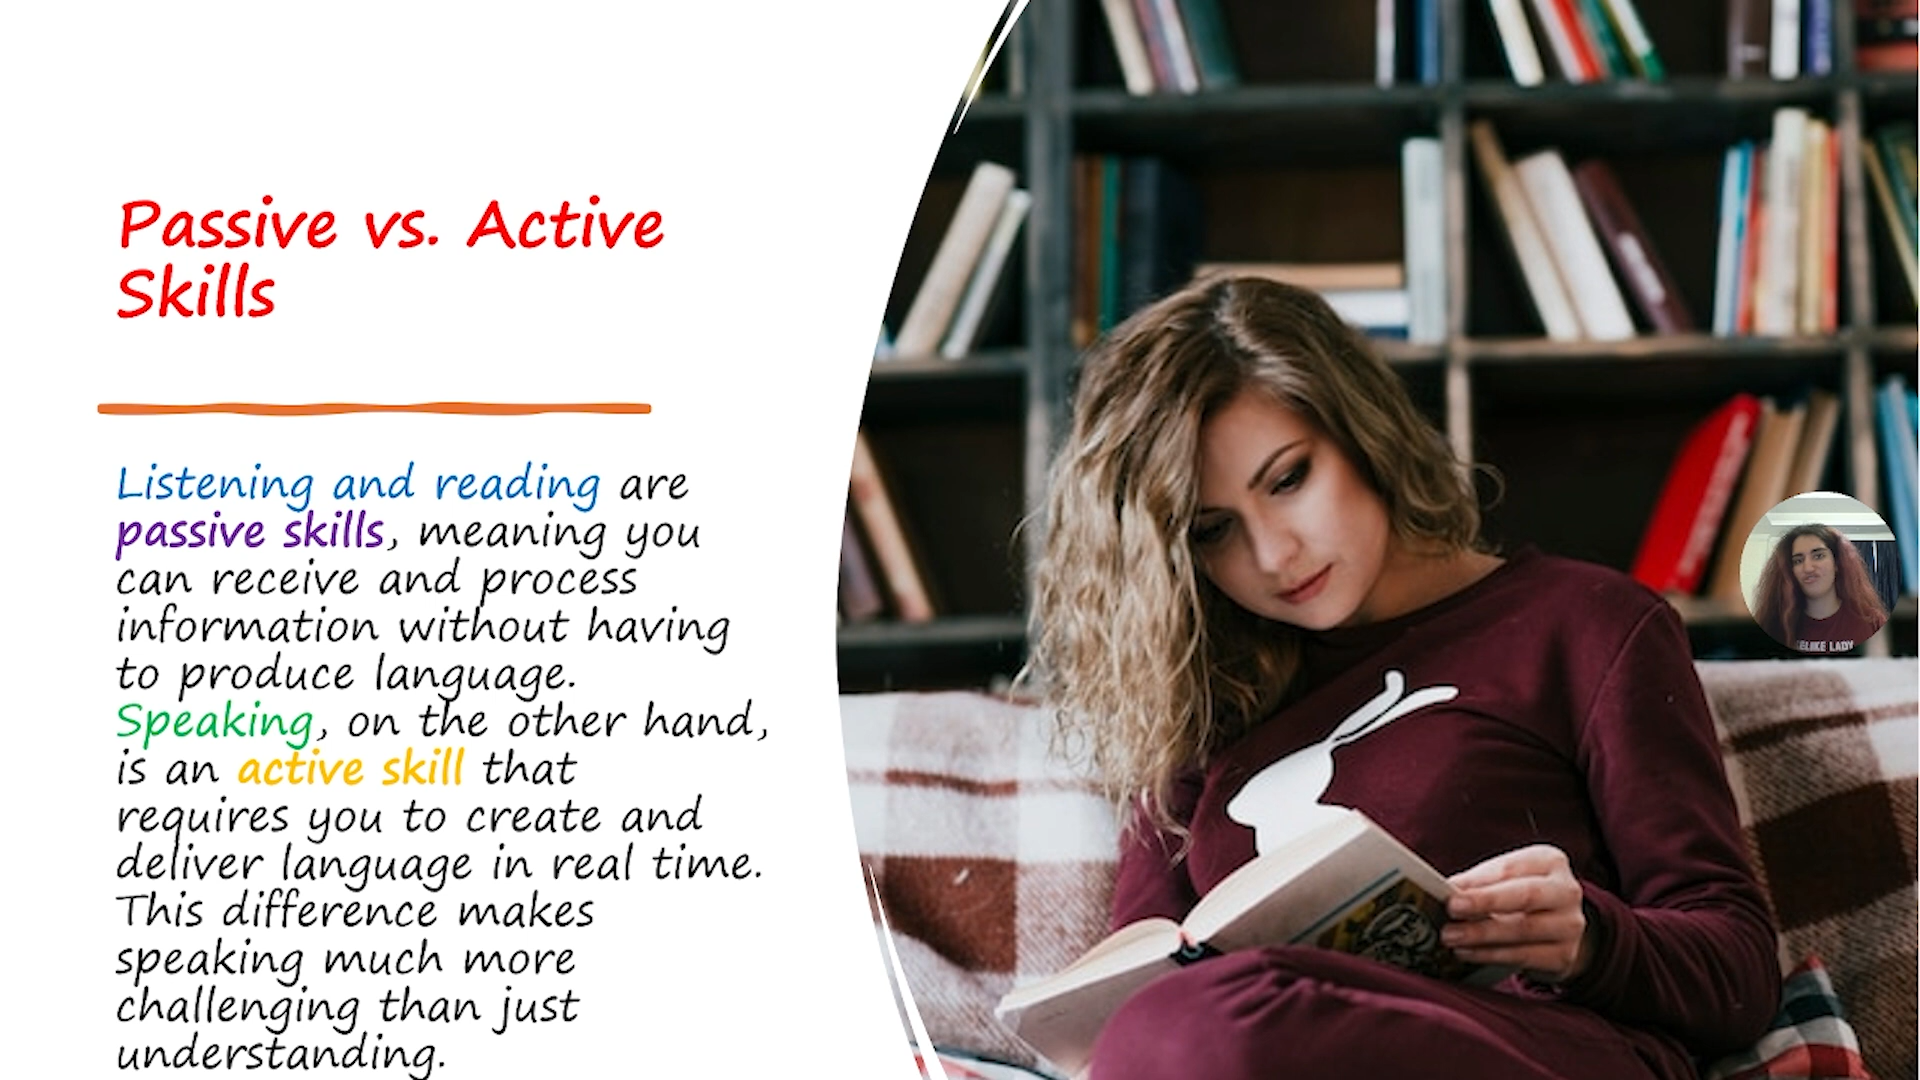 Passive vs. Active
Skills
Listening and reading are
passive skills, meaning you
can receive and process
information without having
to produce language.
Speaking, on the other hand,
is an active skill that
requires you to create and
deliver language in real time.
This difference makes
speaking much more
challenging than just
understanding.
LADY